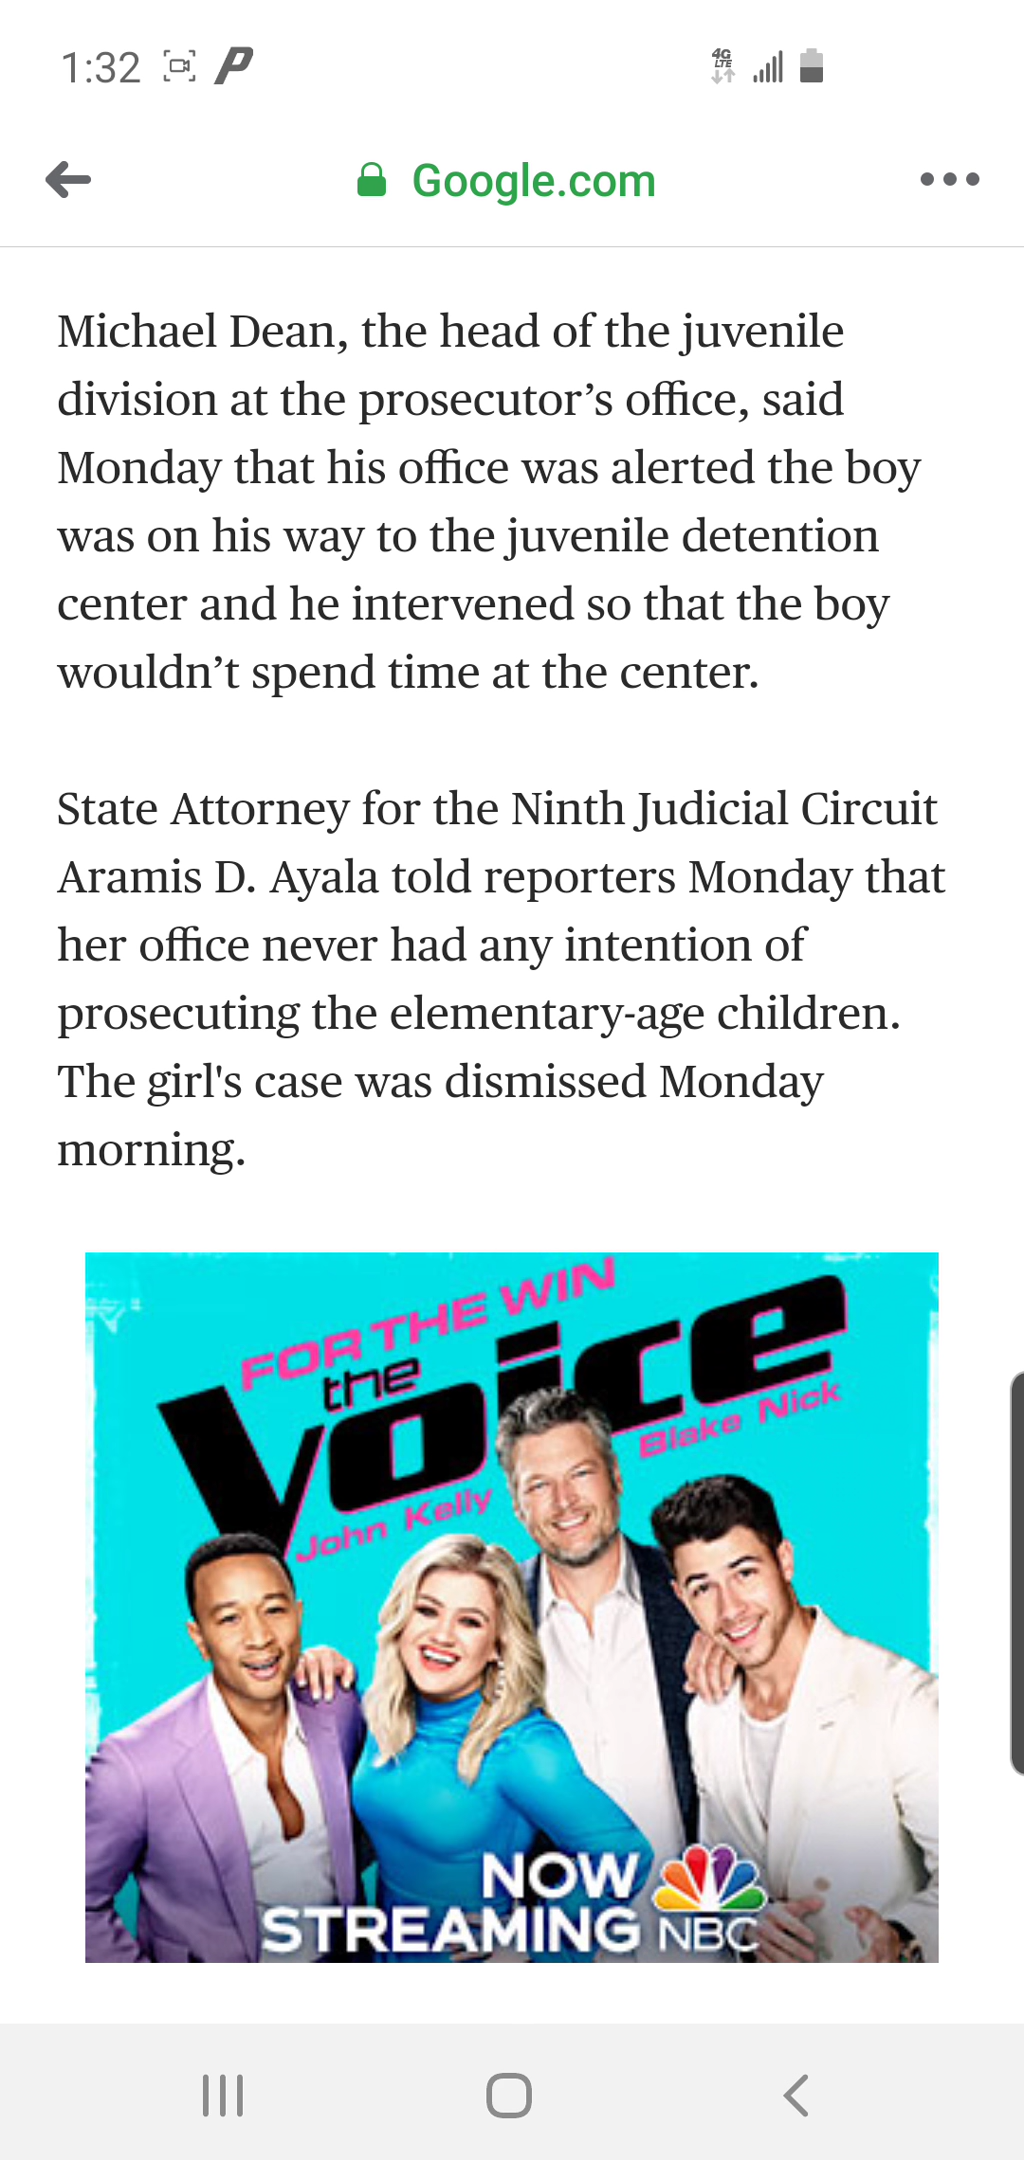 1:32 P 4G LTE
Google.com
Michael Dean, the head of the juvenile
division at the prosecutor’s office, said
Monday that his office was alerted the boy
was on his way to the juvenile detention
center and he intervened so that the boy
wouldn’t spend time at the center.
State Attorney for the Ninth Judicial Circuit
Aramis D. Ayala told reporters Monday that
her office never had any intention of
prosecuting the elementary-age children.
The girl's case was dismissed Monday
morning.
FOR THE WIN
the
Voice
Blake Nick
John Kelly
NOW
STREAMING NBC